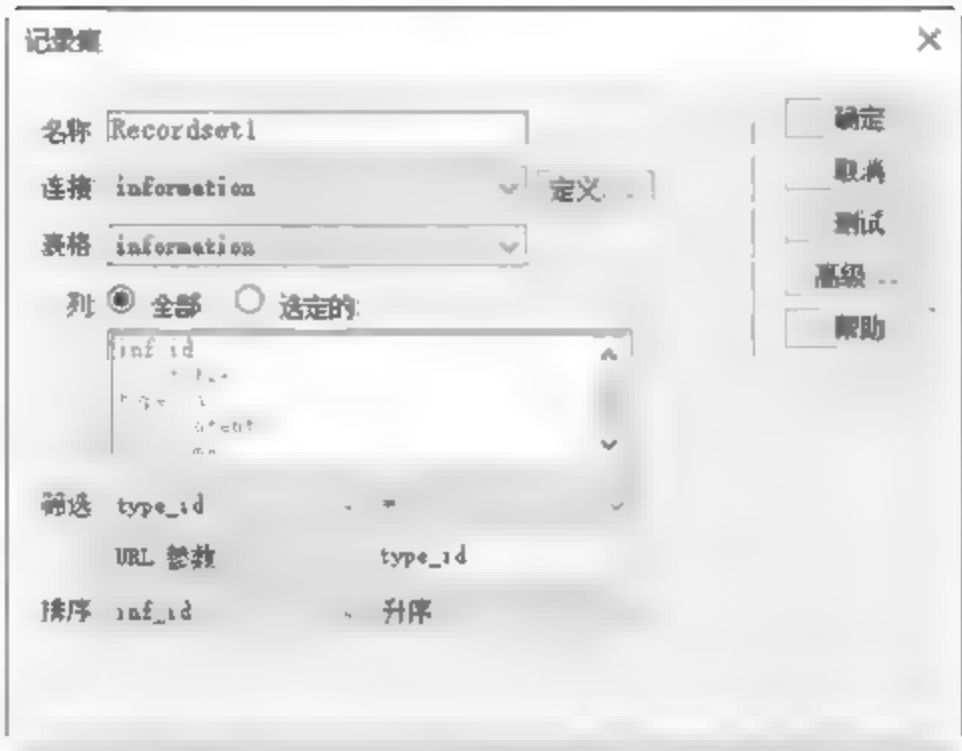 记录集
名称 Recordset1
连接 information 定义...
表格 information
列: 全部 选定的:
inf_id
筛选 type_id =
URL 参数 type_id
排序 inf_id 升序
确定
取消
测试
高级...
帮助